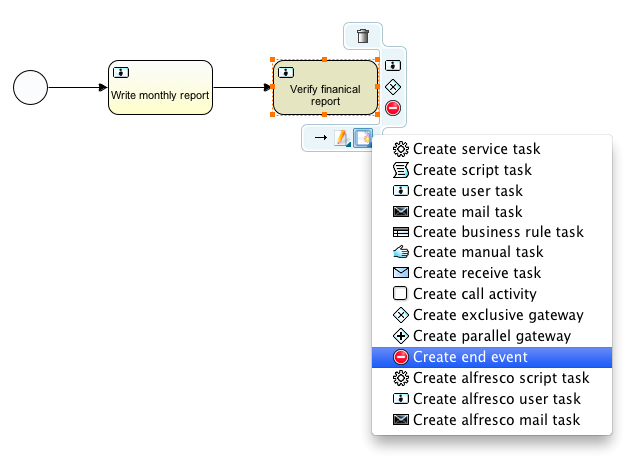 Write monthly report
Verify finanical
report
Create service task
Create script task
Create user task
Create mail task
Create business rule task
Create manual task
Create receive task
Create call activity
Create exclusive gateway
Create parallel gateway
Create end event
Create alfresco script task
Create alfresco user task
Create alfresco mail task